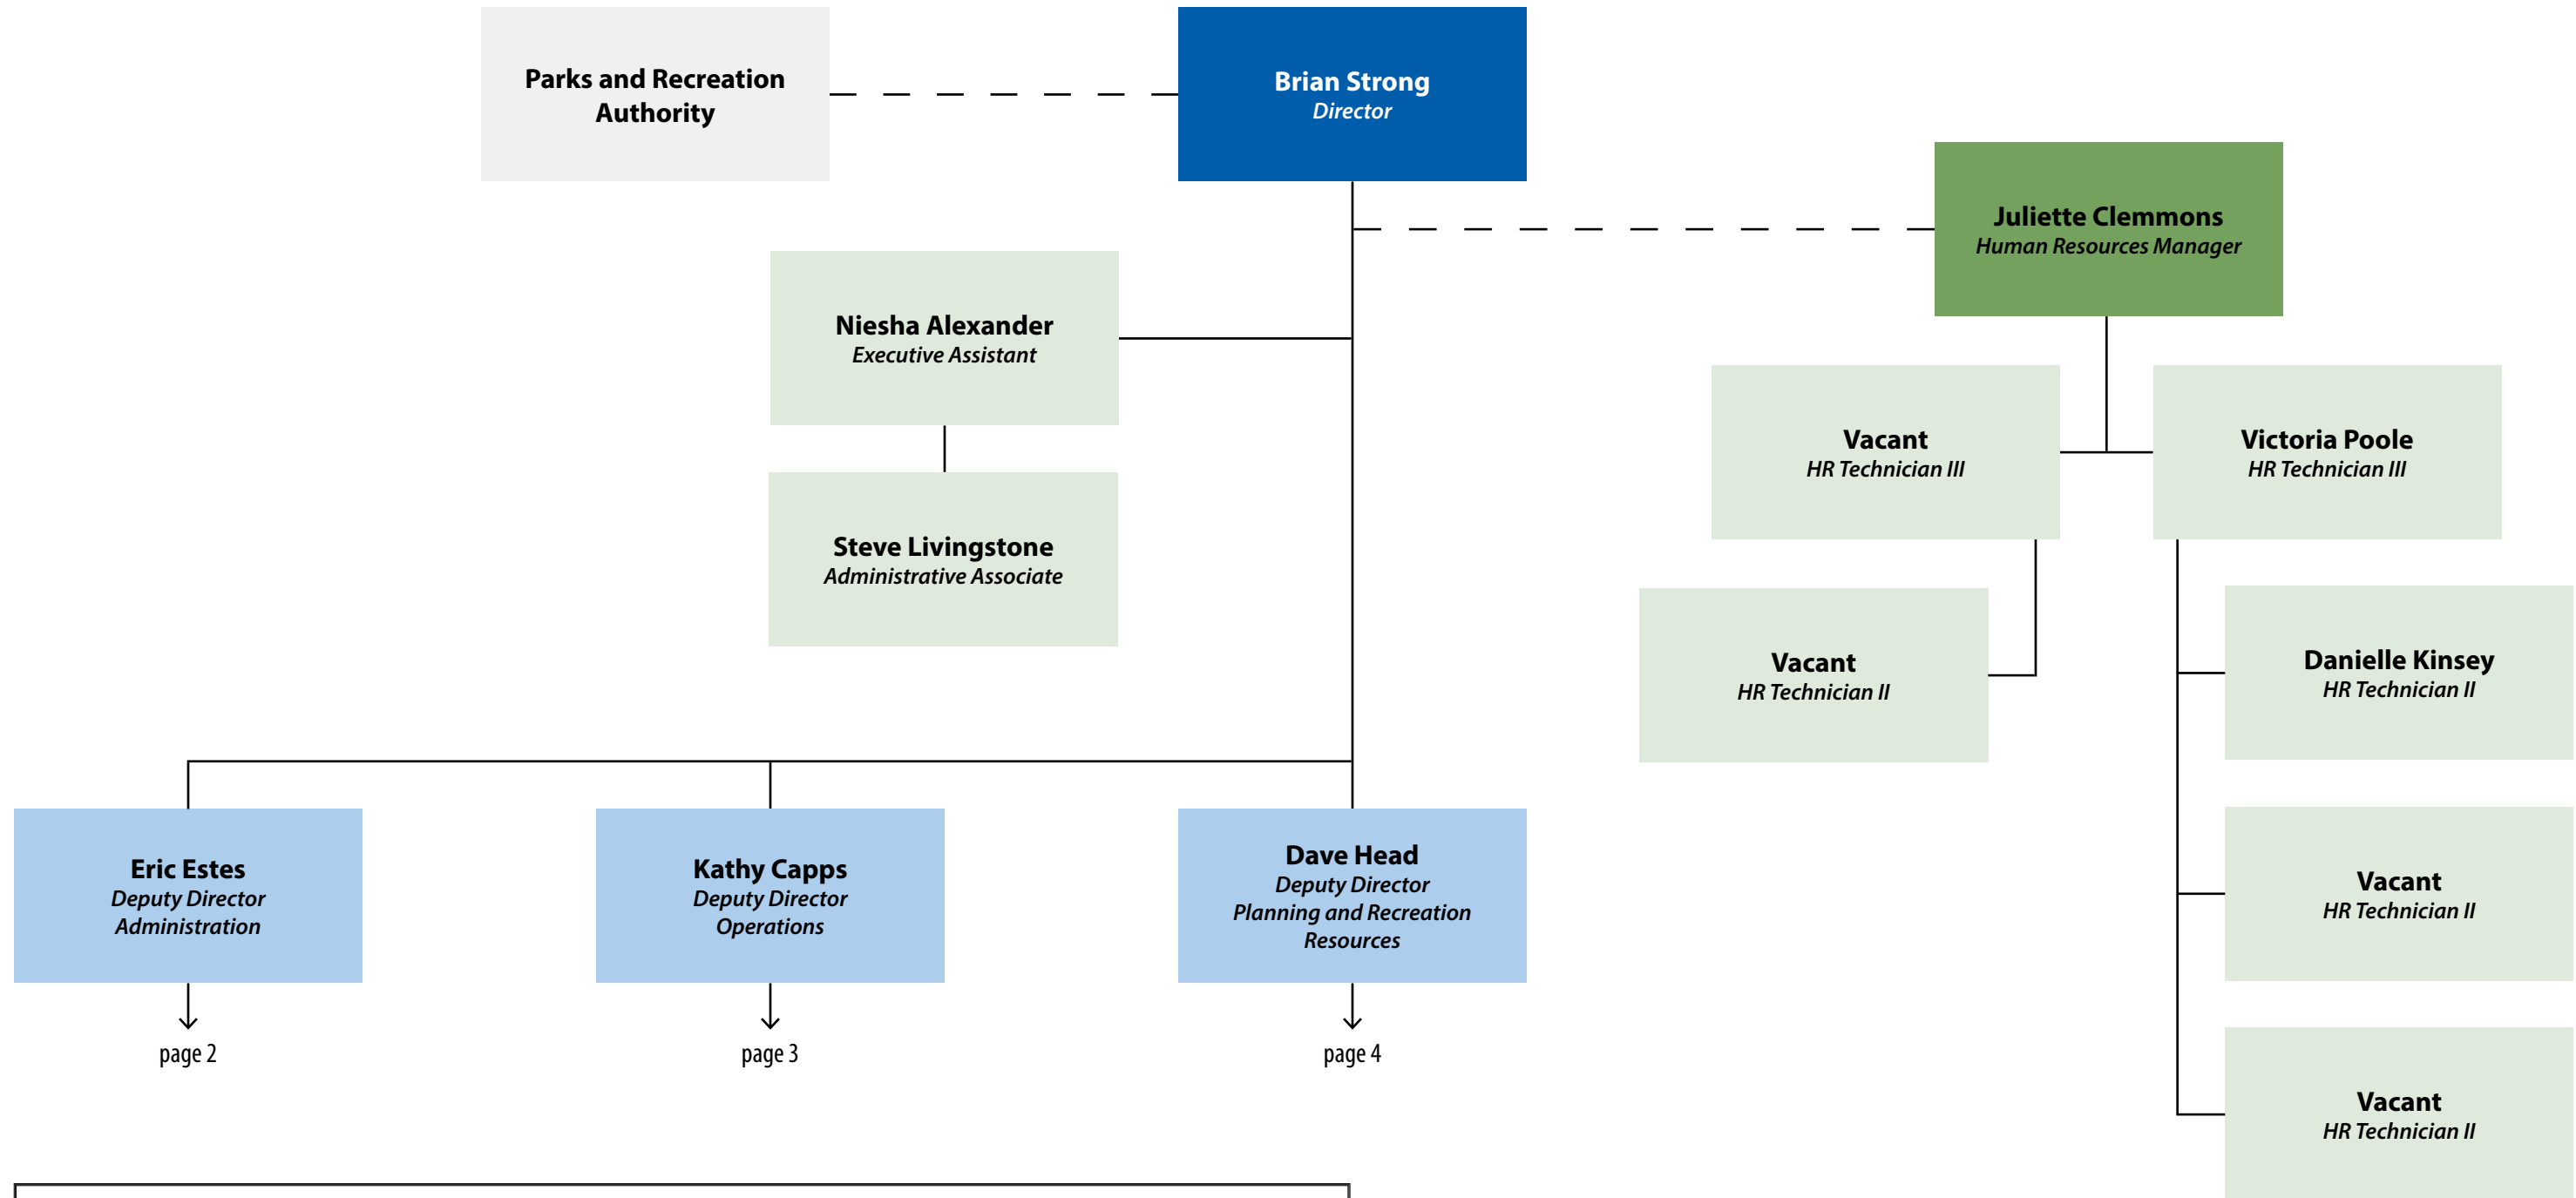 Parks and Recreation
Authority
Brian Strong
Director
Juliette Clemmons
Human Resources Manager
Niesha Alexander
Executive Assistant
Steve Livingstone
Administrative Associate
Vacant
HR Technician III
Victoria Poole
HR Technician III
Vacant
HR Technician II
Danielle Kinsey
HR Technician II
Vacant
HR Technician II
Vacant
HR Technician II
Eric Estes
Deputy Director
Administration
page 2
Kathy Capps
Deputy Director
Operations
page 3
Dave Head
Deputy Director
Planning and Recreation
Resources
page 4